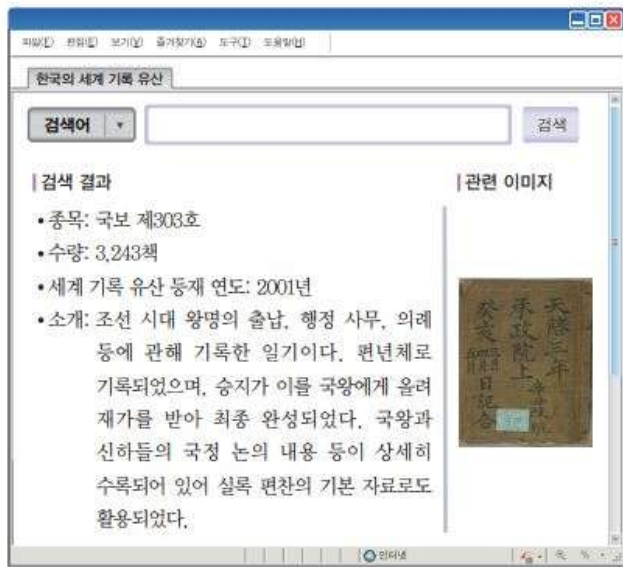 파일(F) 편집(E) 보기(V) 즐겨찾기(A) 도구(T) 도움말(H)
한국의 세계 기록 유산
검색어 ▼
검색
검색 결과
• 종목: 국보 제303호
• 수량: 3,243책
• 세계 기록 유산 등재 연도: 2001년
• 소개: 조선 시대 왕명의 출납, 행정 사무, 의례
등에 관해 기록한 일기이다. 편년체로
기록되었으며, 승지가 이를 국왕에게 올려
재가를 받아 최종 완성되었다. 국왕과
신하들의 국정 논의 내용 등이 상세히
수록되어 있어 실록 편찬의 기본 자료로도
활용되었다.
관련 이미지
天啓三年
承政院上
癸亥
日記
인터넷